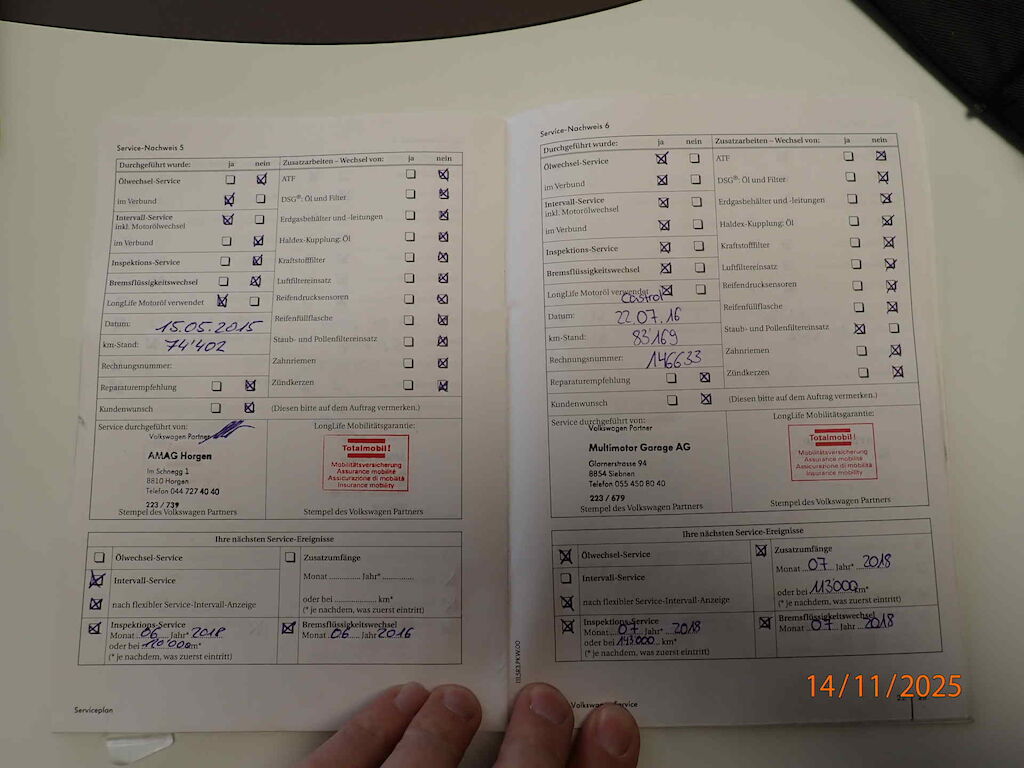 Service-Nachweis 5
Durchgeführt wurde: ja nein
Ölwechsel-Service
im Verbund
Intervall-Service
inkl. Motorölwechsel
im Verbund
Inspektions-Service
Bremsflüssigkeitswechsel
LongLife Motoröl verwendet
Datum: 15.05.2015
km-Stand: 74'402
Rechnungsnummer:
Reparaturempfehlung
Kundenwunsch
Zusatzarbeiten – Wechsel von: ja nein
ATF
DSG®: Öl und Filter
Erdgasbehälter und -leitungen
Haldex-Kupplung: Öl
Kraftstofffilter
Luftfiltereinsatz
Reifendrucksensoren
Reifenfüllflasche
Staub- und Pollenfiltereinsatz
Zahnriemen
Zündkerzen
(Diesen bitte auf dem Auftrag vermerken.)
Service durchgeführt von:
Volkswagen Partner
AMAG Horgen
Im Schnegg 1
8810 Horgen
Telefon 044 727 40 40
223 / 739
Stempel des Volkswagen Partners
LongLife Mobilitätsgarantie:
Totalmobil!
Mobilitätsversicherung
Assurance mobilité
Assicurazione di mobilità
Insurance mobility
Stempel des Volkswagen Partners
Ihre nächsten Service-Ereignisse
Ölwechsel-Service
Intervall-Service
nach flexibler Service-Intervall-Anzeige
Inspektions-Service
Monat 06 Jahr*
oder bei km*
(* je nachdem, was zuerst eintritt)
Zusatzumfänge
Monat ............ Jahr* ............
oder bei ............ km*
(* je nachdem, was zuerst eintritt)
Bremsflüssigkeitswechsel
Monat 06 Jahr 2016
Serviceplan
Service-Nachweis 6
Durchgeführt wurde: ja nein
Ölwechsel-Service
im Verbund
Intervall-Service
inkl. Motorölwechsel
im Verbund
Inspektions-Service
Bremsflüssigkeitswechsel
LongLife Motoröl verwendet
Castrol
Datum: 22.07.16
km-Stand: 83'169
Rechnungsnummer: 146633
Reparaturempfehlung
Kundenwunsch
Zusatzarbeiten – Wechsel von: ja nein
ATF
DSG®: Öl und Filter
Erdgasbehälter und -leitungen
Haldex-Kupplung: Öl
Kraftstofffilter
Luftfiltereinsatz
Reifendrucksensoren
Reifenfüllflasche
Staub- und Pollenfiltereinsatz
Zahnriemen
Zündkerzen
(Diesen bitte auf dem Auftrag vermerken.)
Service durchgeführt von:
Volkswagen Partner
Multimotor Garage AG
Glarnerstrasse 94
8854 Siebnen
Telefon 055 450 80 40
223 / 679
Stempel des Volkswagen Partners
LongLife Mobilitätsgarantie:
Totalmobil!
Mobilitätsversicherung
Assurance mobilité
Assicurazione di mobilità
Insurance mobility
Stempel des Volkswagen Partners
Ihre nächsten Service-Ereignisse
Ölwechsel-Service
Intervall-Service
nach flexibler Service-Intervall-Anzeige
Inspektions-Service
Monat 07 Jahr* 2018
oder bei 113000 km*
(* je nachdem, was zuerst eintritt)
Zusatzumfänge
Monat 07 Jahr* 2018
oder bei 113000 km*
(* je nachdem, was zuerst eintritt)
Bremsflüssigkeitswechsel
Monat 07 Jahr 2018
14/11/2025